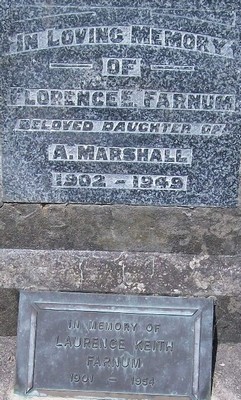 IN LOVING MEMORY
OF
FLORENCE E. FARNUM
BELOVED DAUGHTER OF
A. MARSHALL
1902 - 1949
IN MEMORY OF
LAURENCE KEITH
FARNUM
1901 - 1954